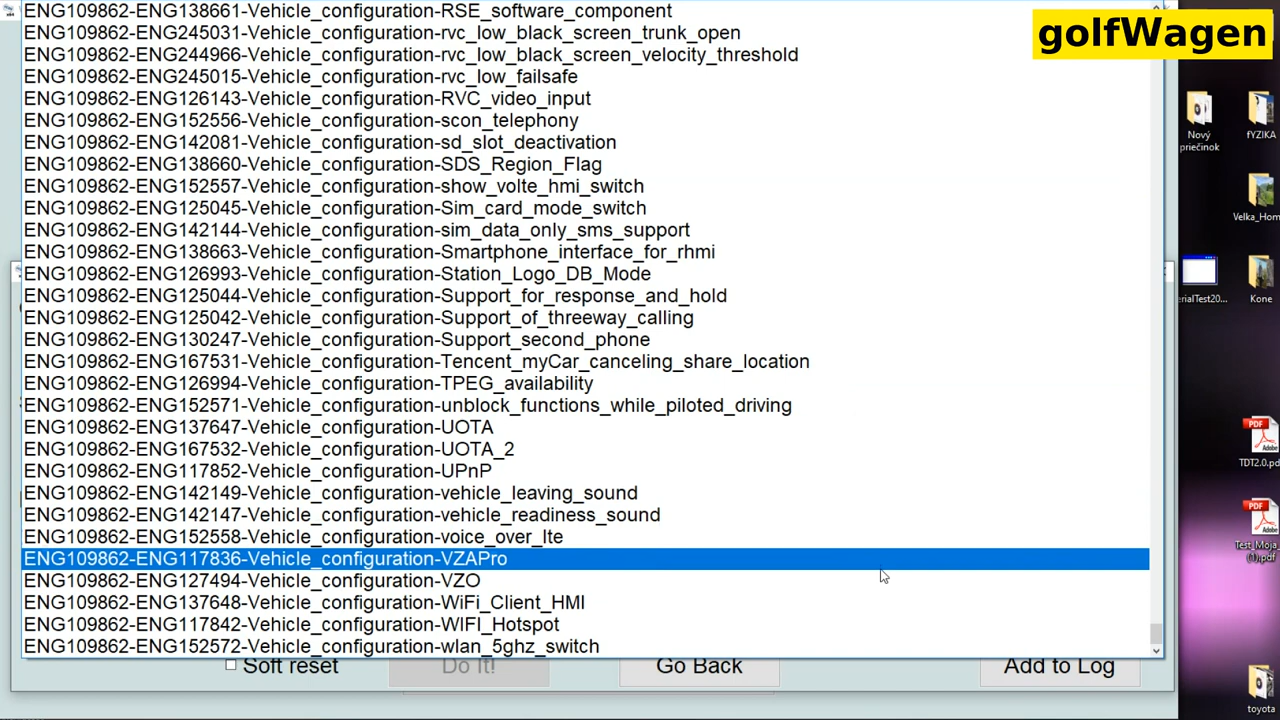 ENG109862-ENG138661-Vehicle_configuration-RSE_software_component
ENG109862-ENG245031-Vehicle_configuration-rvc_low_black_screen_trunk_open
ENG109862-ENG244966-Vehicle_configuration-rvc_low_black_screen_velocity_threshold
ENG109862-ENG245015-Vehicle_configuration-rvc_low_failsafe
ENG109862-ENG126143-Vehicle_configuration-RVC_video_input
ENG109862-ENG152556-Vehicle_configuration-scon_telephony
ENG109862-ENG142081-Vehicle_configuration-sd_slot_deactivation
ENG109862-ENG138660-Vehicle_configuration-SDS_Region_Flag
ENG109862-ENG152557-Vehicle_configuration-show_volte_hmi_switch
ENG109862-ENG125045-Vehicle_configuration-Sim_card_mode_switch
ENG109862-ENG142144-Vehicle_configuration-sim_data_only_sms_support
ENG109862-ENG138663-Vehicle_configuration-Smartphone_interface_for_rhmi
ENG109862-ENG126993-Vehicle_configuration-Station_Logo_DB_Mode
ENG109862-ENG125044-Vehicle_configuration-Support_for_response_and_hold
ENG109862-ENG125042-Vehicle_configuration-Support_of_threeway_calling
ENG109862-ENG130247-Vehicle_configuration-Support_second_phone
ENG109862-ENG167531-Vehicle_configuration-Tencent_myCar_canceling_share_location
ENG109862-ENG126994-Vehicle_configuration-TPEG_availability
ENG109862-ENG152571-Vehicle_configuration-unblock_functions_while_piloted_driving
ENG109862-ENG137647-Vehicle_configuration-UOTA
ENG109862-ENG167532-Vehicle_configuration-UOTA_2
ENG109862-ENG117852-Vehicle_configuration-UPnP
ENG109862-ENG142149-Vehicle_configuration-vehicle_leaving_sound
ENG109862-ENG142147-Vehicle_configuration-vehicle_readiness_sound
ENG109862-ENG152558-Vehicle_configuration-voice_over_lte
ENG109862-ENG117836-Vehicle_configuration-VZAPro
ENG109862-ENG127494-Vehicle_configuration-VZO
ENG109862-ENG137648-Vehicle_configuration-WiFi_Client_HMI
ENG109862-ENG117842-Vehicle_configuration-WIFI_Hotspot
ENG109862-ENG152572-Vehicle_configuration-wlan_5ghz_switch
Soft reset
Do It!
Go Back
Add to Log
golfWagen
Nový
priečinok
fYZIKA
Velka_Hom
erialTest20...
Kone
TDT2.0.pd
Test_Moja
(1).pdf
toyota